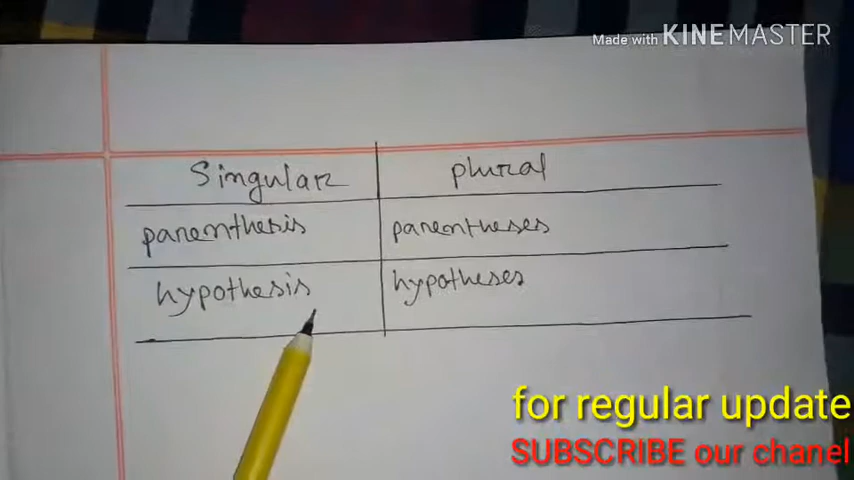 Made with KINEMASTER
Singular plural
parenthesis parentheses
hypothesis hypotheses
for regular update
SUBSCRIBE our chanel